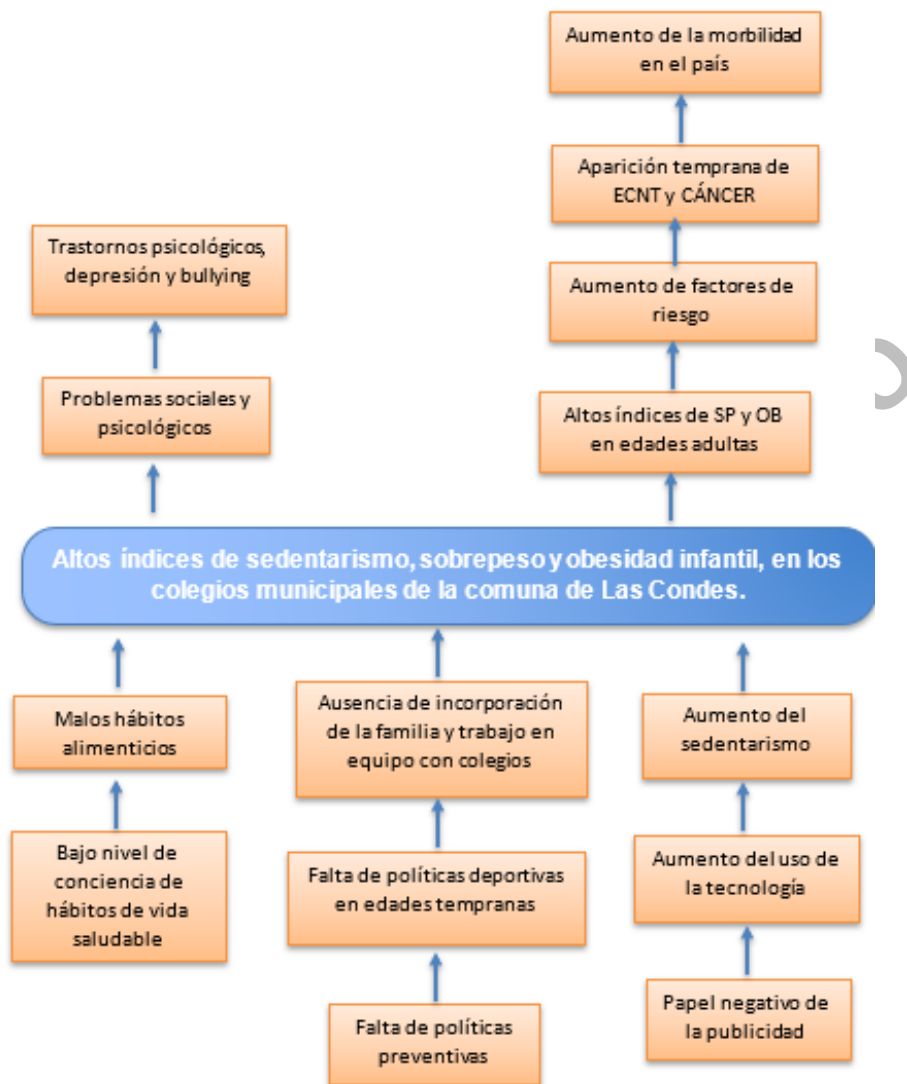 Aumento de la morbilidad
en el país
Aparición temprana de
ECNT y CÁNCER
Trastornos psicológicos,
depresión y bullying
Aumento de factores de
riesgo
Problemas sociales y
psicológicos
Altos índices de SP y OB
en edades adultas
Altos índices de sedentarismo, sobrepeso y obesidad infantil, en los
colegios municipales de la comuna de Las Condes.
Malos hábitos
alimenticios
Ausencia de incorporación
de la familia y trabajo en
equipo con colegios
Aumento del
sedentarismo
Bajo nivel de
conciencia de
hábitos de vida
saludable
Falta de políticas deportivas
en edades tempranas
Aumento del uso de
la tecnología
Falta de políticas
preventivas
Papel negativo de
la publicidad